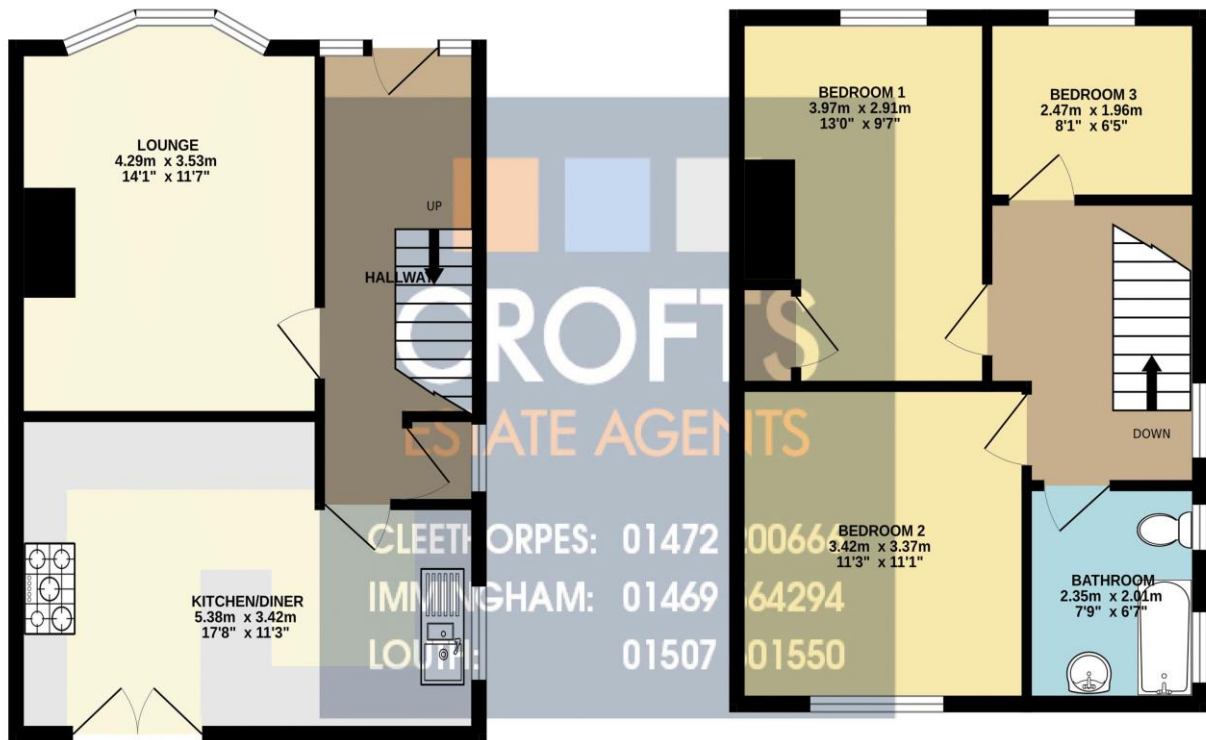 LOUNGE
4.29m x 3.53m
14'1" x 11'7"
UP
HALLWAY
KITCHEN/DINER
5.38m x 3.42m
17'8" x 11'3"
BEDROOM 1
3.97m x 2.91m
13'0" x 9'7"
BEDROOM 3
2.47m x 1.96m
8'1" x 6'5"
DOWN
BEDROOM 2
3.42m x 3.37m
11'3" x 11'1"
BATHROOM
2.35m x 2.01m
7'9" x 6'7"
CROFTS
ESTATE AGENTS
CLEETHORPES: 01472 200666
IMMINGHAM: 01469 564294
LOUTH: 01507 601550